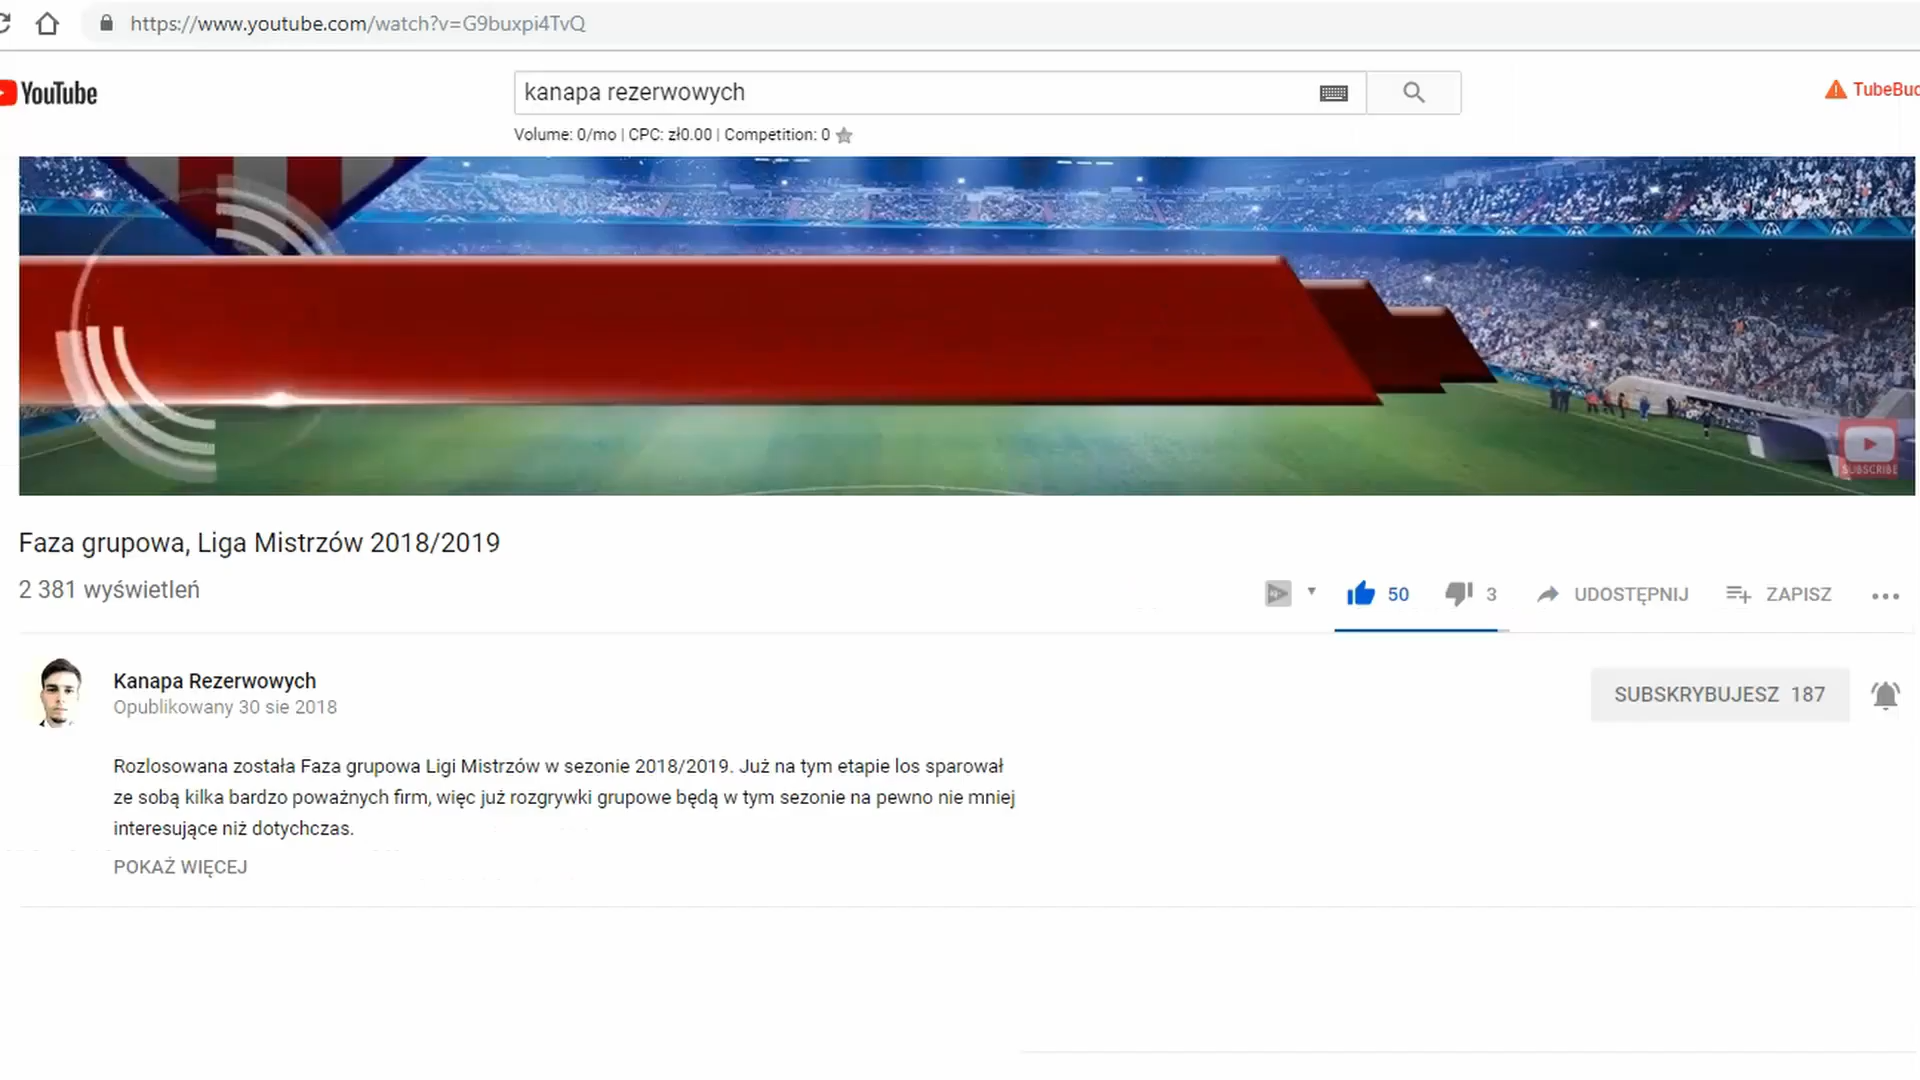 https://www.youtube.com/watch?v=G9buxpi4TvQ
YouTube
kanapa rezerwowych
Volume: 0/mo | CPC: zł0.00 | Competition: 0
SUBSCRIBE
Faza grupowa, Liga Mistrzów 2018/2019
2 381 wyświetleń
50
3
UDOSTĘPNIJ
ZAPISZ
Kanapa Rezerwowych
Opublikowany 30 sie 2018
SUBSKRYBUJESZ 187
Rozlosowana została Faza grupowa Ligi Mistrzów w sezonie 2018/2019. Już na tym etapie los sparował
ze sobą kilka bardzo poważnych firm, więc już rozgrywki grupowe będą w tym sezonie na pewno nie mniej
interesujące niż dotychczas.
POKAŻ WIĘCEJ